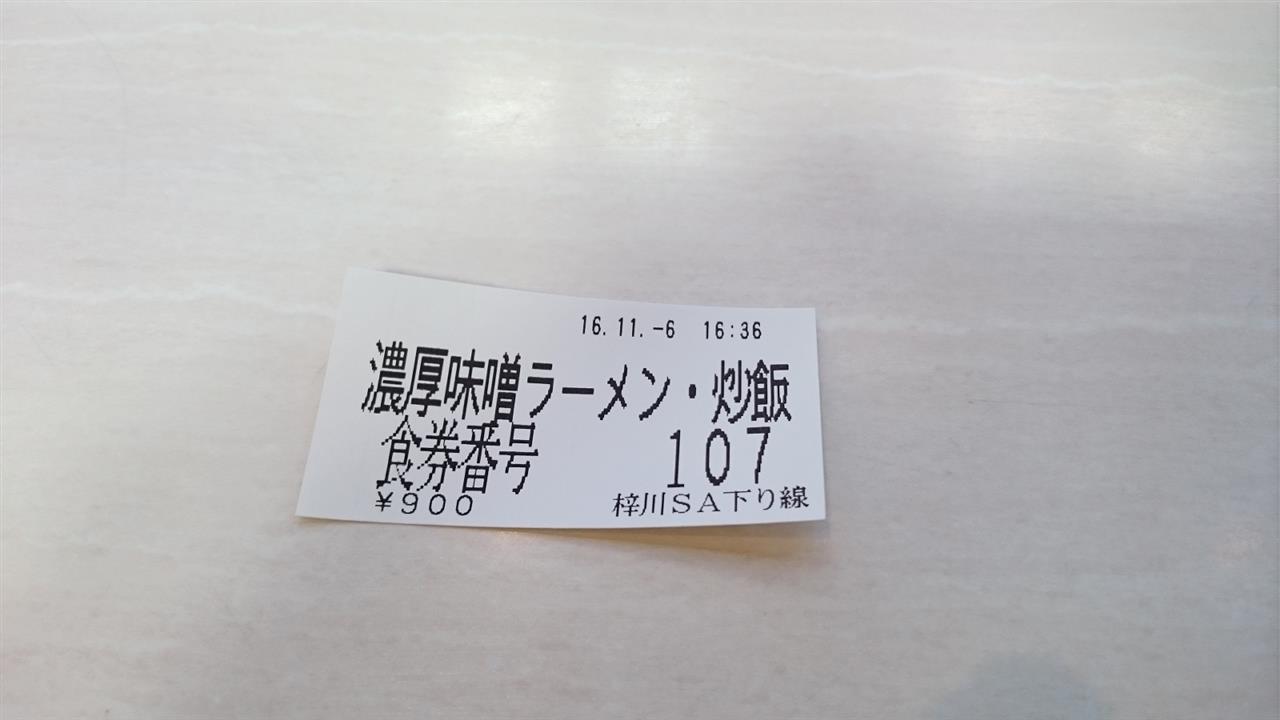 16.11.-6 16:36
濃厚味噌ラーメン・炒飯
食券番号 107
¥900 梓川SA下り線